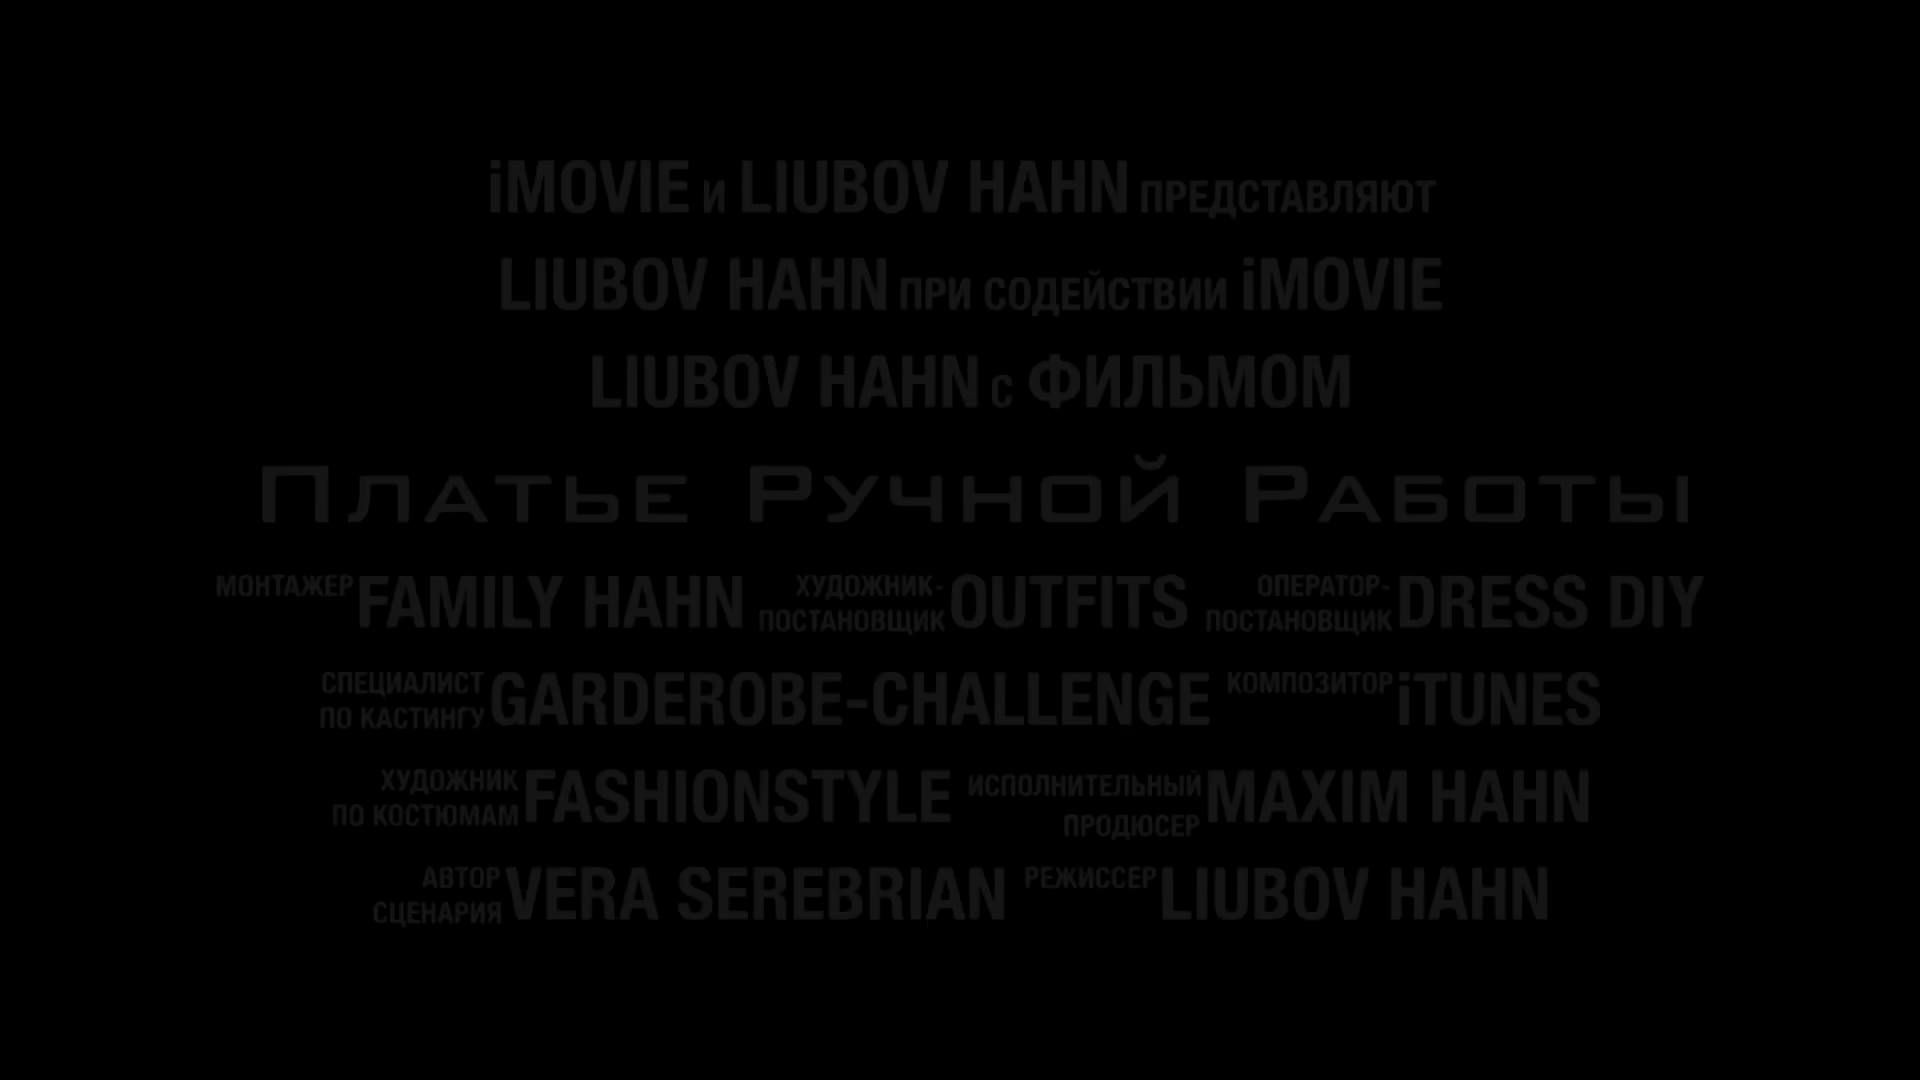 iMOVIE И LIUBOV HAHN ПРЕДСТАВЛЯЮТ
LIUBOV HAHN ПРИ СОДЕЙСТВИИ iMOVIE
LIUBOV HAHN С ФИЛЬМОМ
Платье Ручной Работы
МОНТАЖЕР FAMILY HAHN ХУДОЖНИК-ПОСТАНОВЩИК OUTFITS ОПЕРАТОР-ПОСТАНОВЩИК DRESS DIY
СПЕЦИАЛИСТ ПО КАСТИНГУ GARDEROBE-CHALLENGE КОМПОЗИТОР iTUNES
ХУДОЖНИК ПО КОСТЮМАМ FASHIONSTYLE ИСПОЛНИТЕЛЬНЫЙ ПРОДЮСЕР MAXIM HAHN
АВТОР СЦЕНАРИЯ VERA SEREBRIAN РЕЖИССЕР LIUBOV HAHN